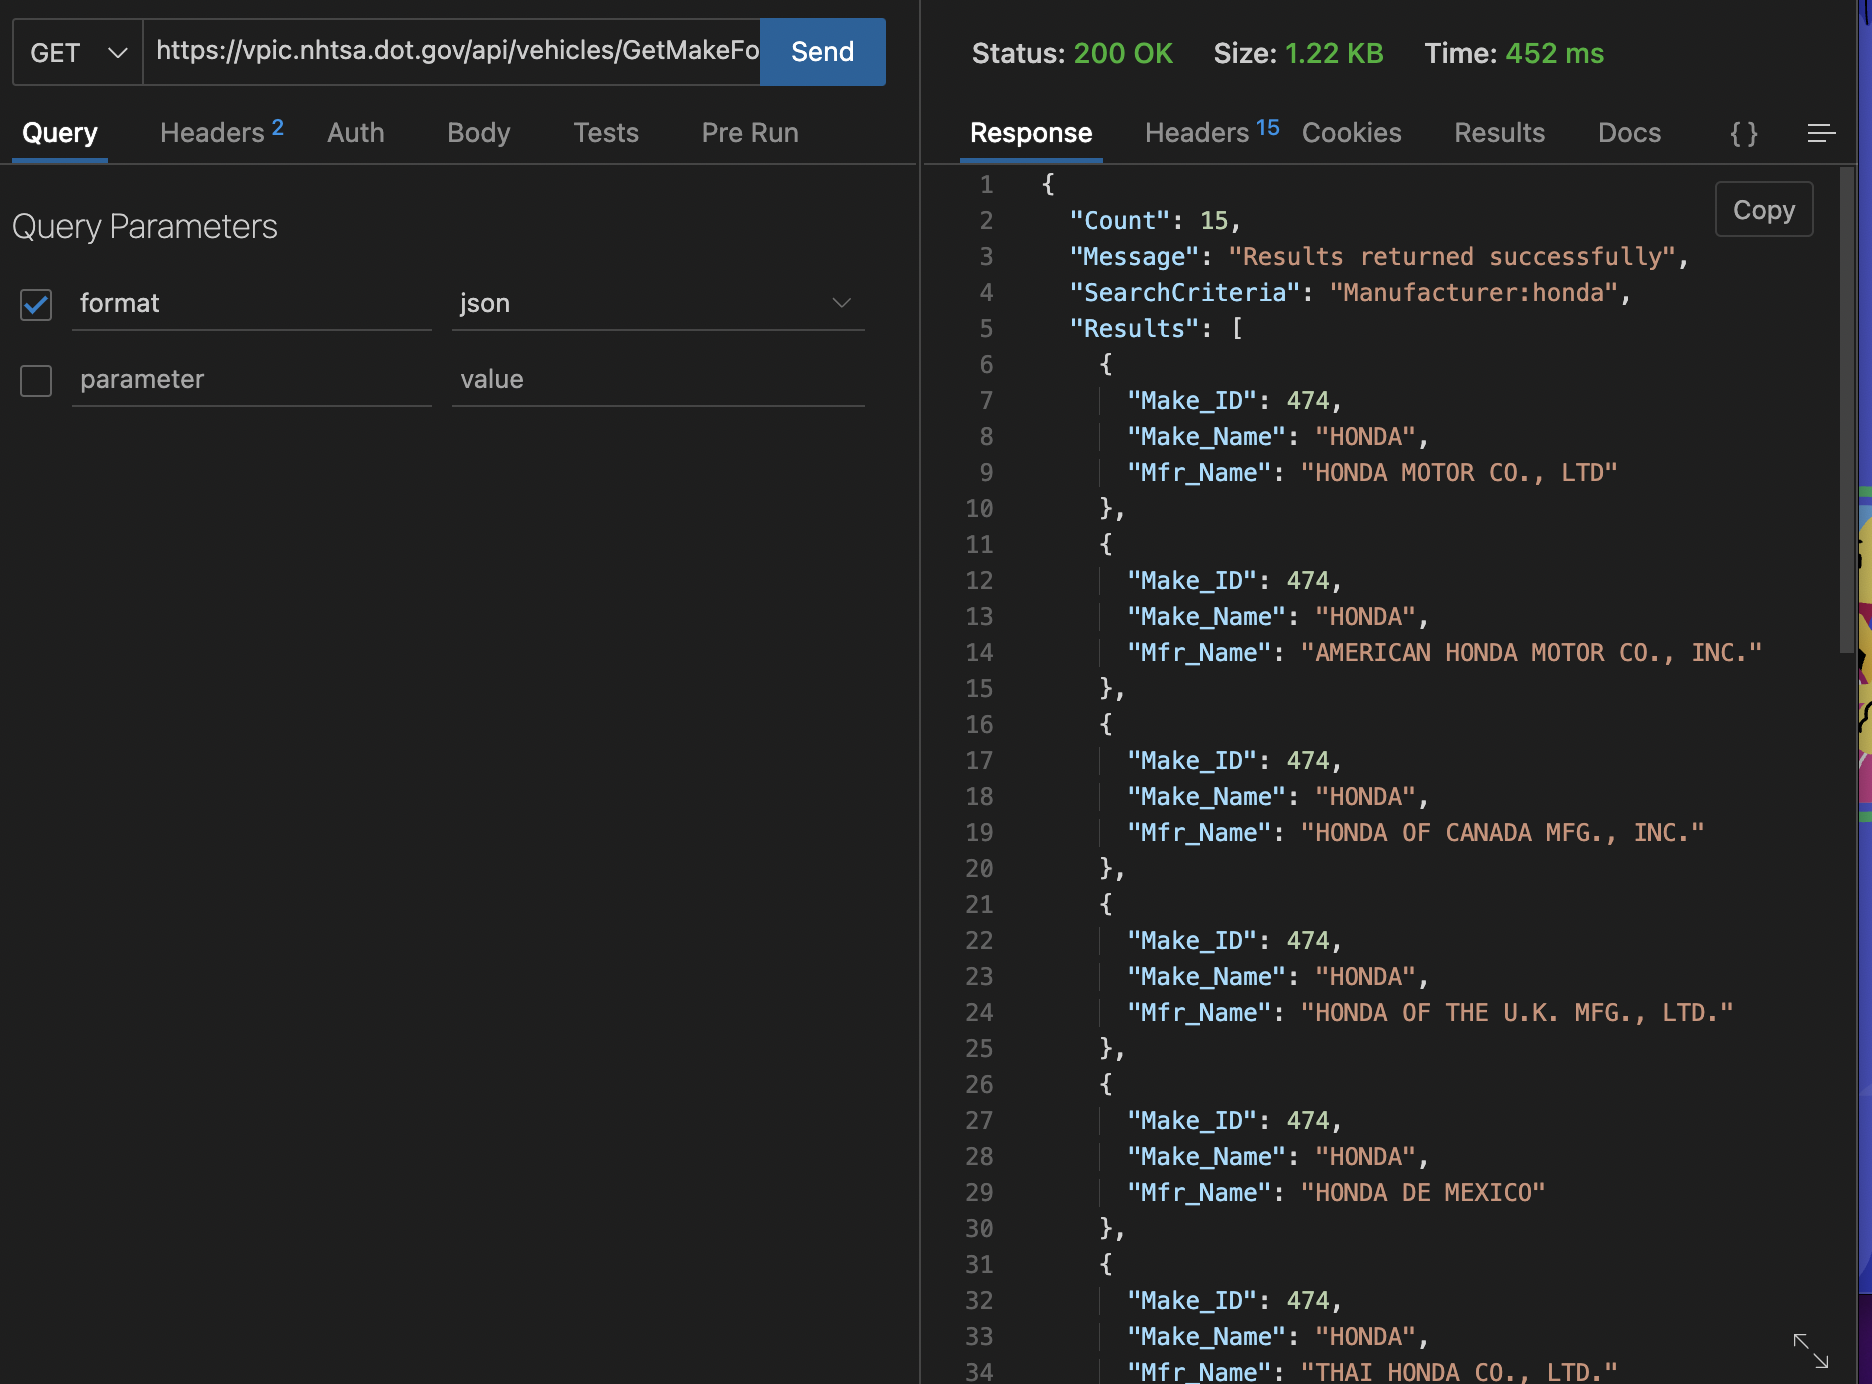 GET
https://vpic.nhtsa.dot.gov/api/vehicles/GetMakeFo
Send
Query
Headers 2
Auth
Body
Tests
Pre Run
Query Parameters
format
json
parameter
value
Status: 200 OK
Size: 1.22 KB
Time: 452 ms
Response
Headers 15
Cookies
Results
Docs
{ }
Copy
1 {
2 "Count": 15,
3 "Message": "Results returned successfully",
4 "SearchCriteria": "Manufacturer:honda",
5 "Results": [
6 {
7 "Make_ID": 474,
8 "Make_Name": "HONDA",
9 "Mfr_Name": "HONDA MOTOR CO., LTD"
10 },
11 {
12 "Make_ID": 474,
13 "Make_Name": "HONDA",
14 "Mfr_Name": "AMERICAN HONDA MOTOR CO., INC."
15 },
16 {
17 "Make_ID": 474,
18 "Make_Name": "HONDA",
19 "Mfr_Name": "HONDA OF CANADA MFG., INC."
20 },
21 {
22 "Make_ID": 474,
23 "Make_Name": "HONDA",
24 "Mfr_Name": "HONDA OF THE U.K. MFG., LTD."
25 },
26 {
27 "Make_ID": 474,
28 "Make_Name": "HONDA",
29 "Mfr_Name": "HONDA DE MEXICO"
30 },
31 {
32 "Make_ID": 474,
33 "Make_Name": "HONDA",
34 "Mfr_Name": "THAI HONDA CO., LTD."